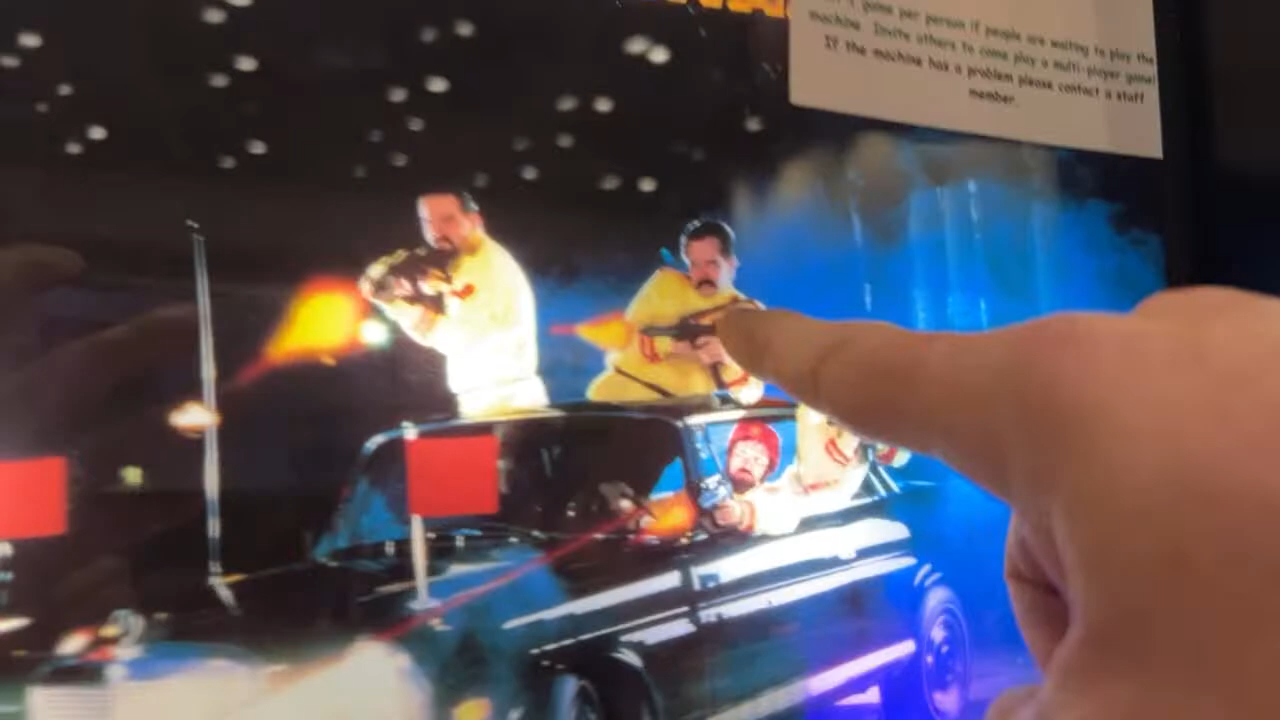 game per person if people are waiting to play the
machine. Invite others to come play a multi-player game!
If the machine has a problem please contact a staff
member.